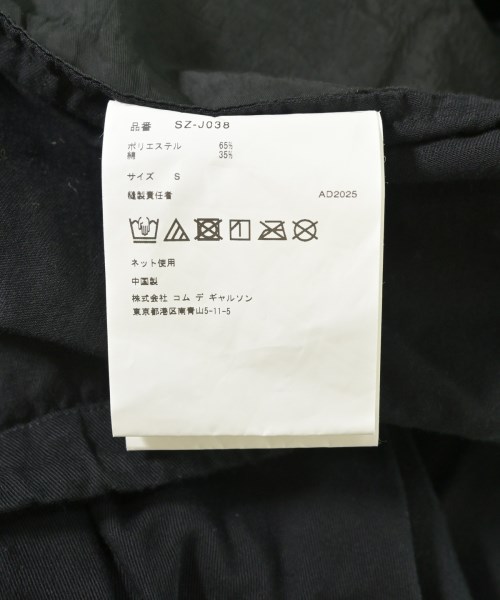 品番 SZ-J038
ポリエステル 65%
綿 35%
サイズ S
縫製責任者 AD2025
ネット使用
中国製
株式会社 コム デ ギャルソン
東京都港区南青山5-11-5